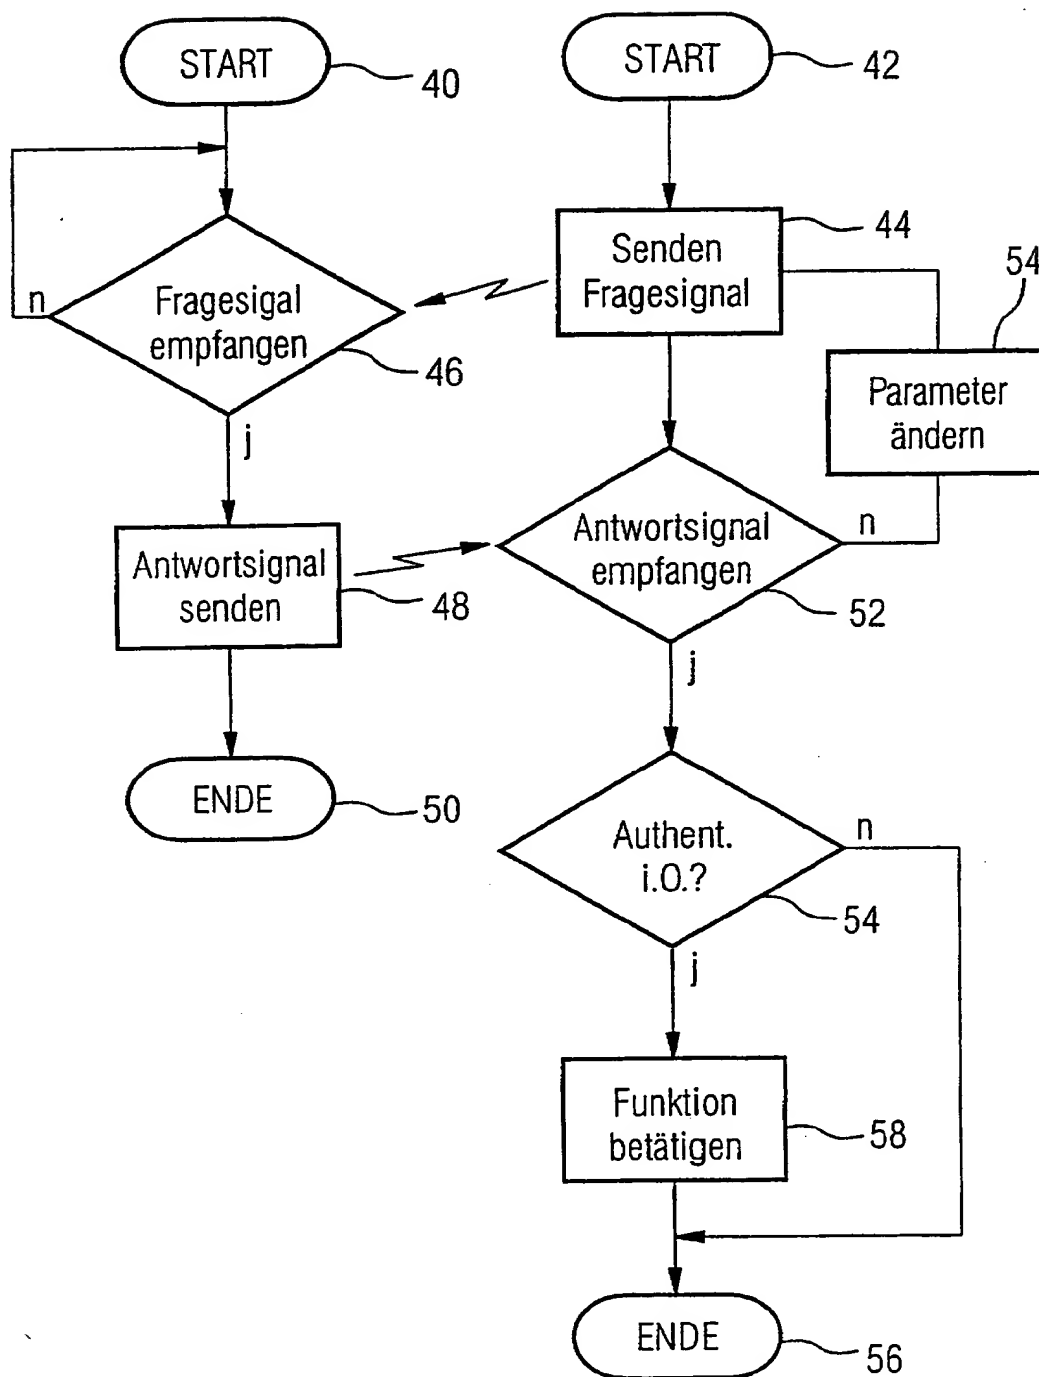 START
40
START
42
Senden
Fragesignal
44
54
n
Fragesigal
empfangen
46
Parameter
ändern
j
Antwortsignal
senden
48
Antwortsignal
empfangen
n
52
j
ENDE
50
Authent.
i.O.?
n
54
j
Funktion
betätigen
58
ENDE
56